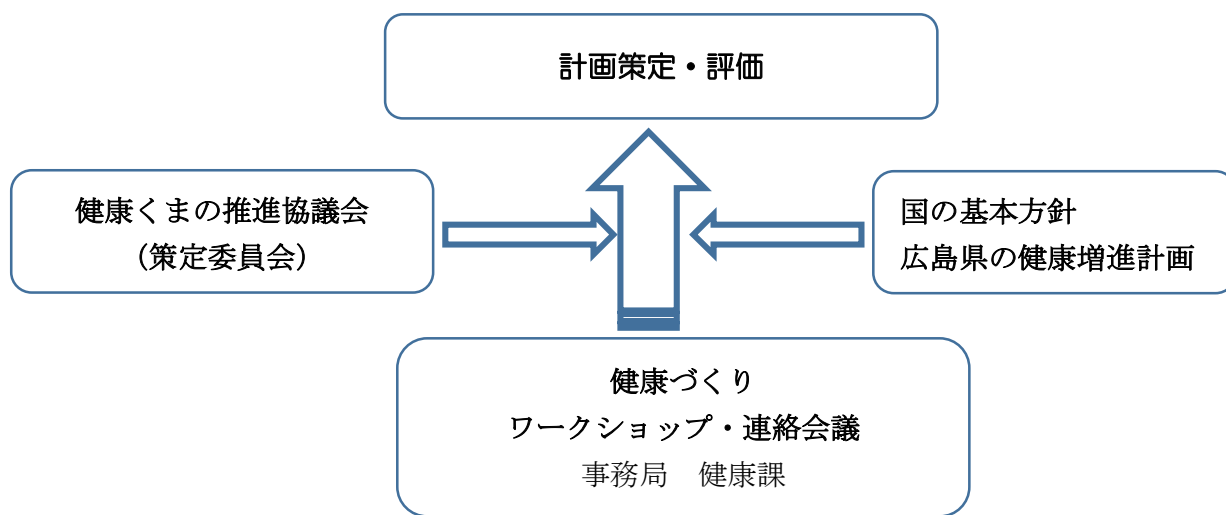 計画策定・評価
健康くまの推進協議会
（策定委員会）
国の基本方針
広島県の健康増進計画
健康づくり
ワークショップ・連絡会議
事務局　健康課